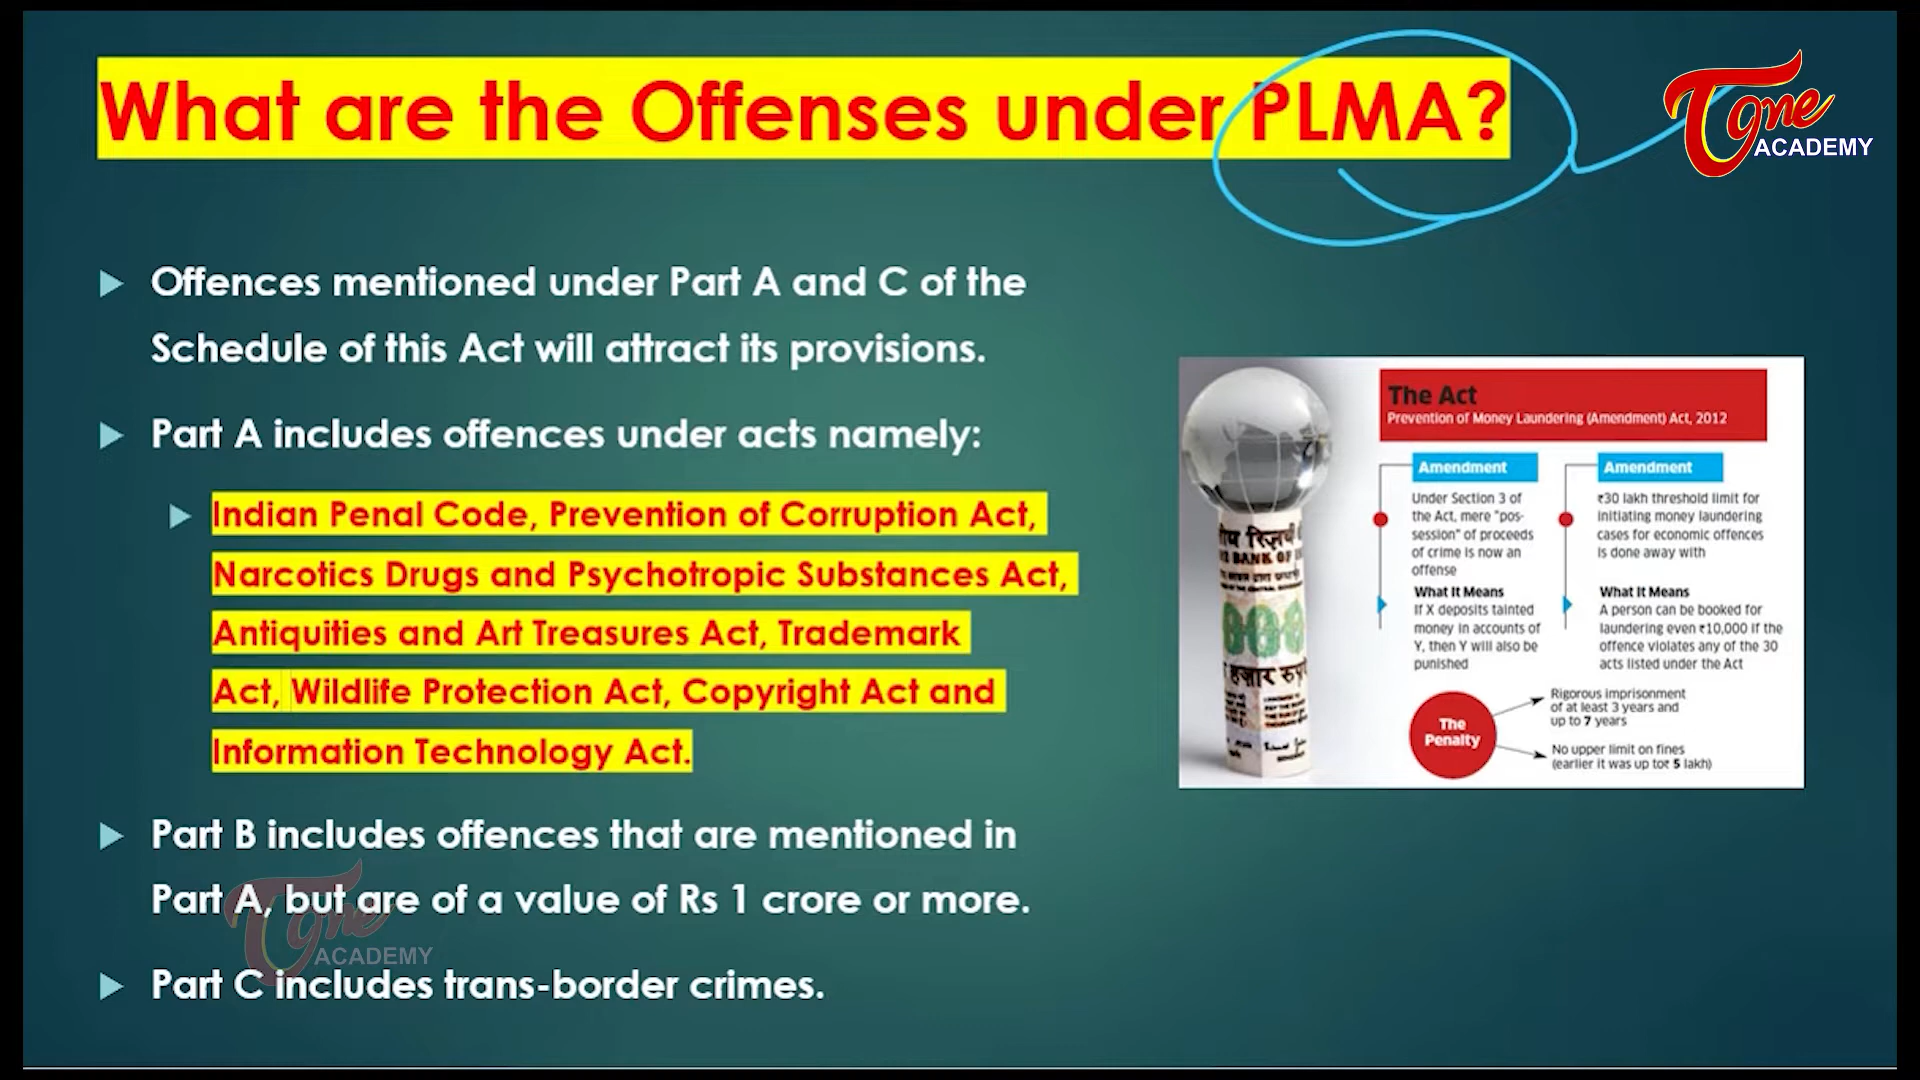 What are the Offenses under PLMA?
Tone
ACADEMY
Offences mentioned under Part A and C of the
Schedule of this Act will attract its provisions.
Part A includes offences under acts namely:
Indian Penal Code, Prevention of Corruption Act,
Narcotics Drugs and Psychotropic Substances Act,
Antiquities and Art Treasures Act, Trademark
Act, Wildlife Protection Act, Copyright Act and
Information Technology Act.
Part B includes offences that are mentioned in
Part A, but are of a value of Rs 1 crore or more.
Tone
ACADEMY
Part C includes trans-border crimes.
The Act
Prevention of Money Laundering (Amendment) Act, 2012
Amendment
Under Section 3 of
the Act, mere "pos-
session" of proceeds
of crime is now an
offense
What It Means
If X deposits tainted
money in accounts of
Y, then Y will also be
punished
Amendment
₹30 lakh threshold limit for
initiating money laundering
cases for economic offences
is done away with
What It Means
A person can be booked for
laundering even ₹10,000 if the
offence violates any of the 30
acts listed under the Act
The
Penalty
Rigorous imprisonment
of at least 3 years and
up to 7 years
No upper limit on fines
(earlier it was up to₹ 5 lakh)
BANK OF
000
हज़ार